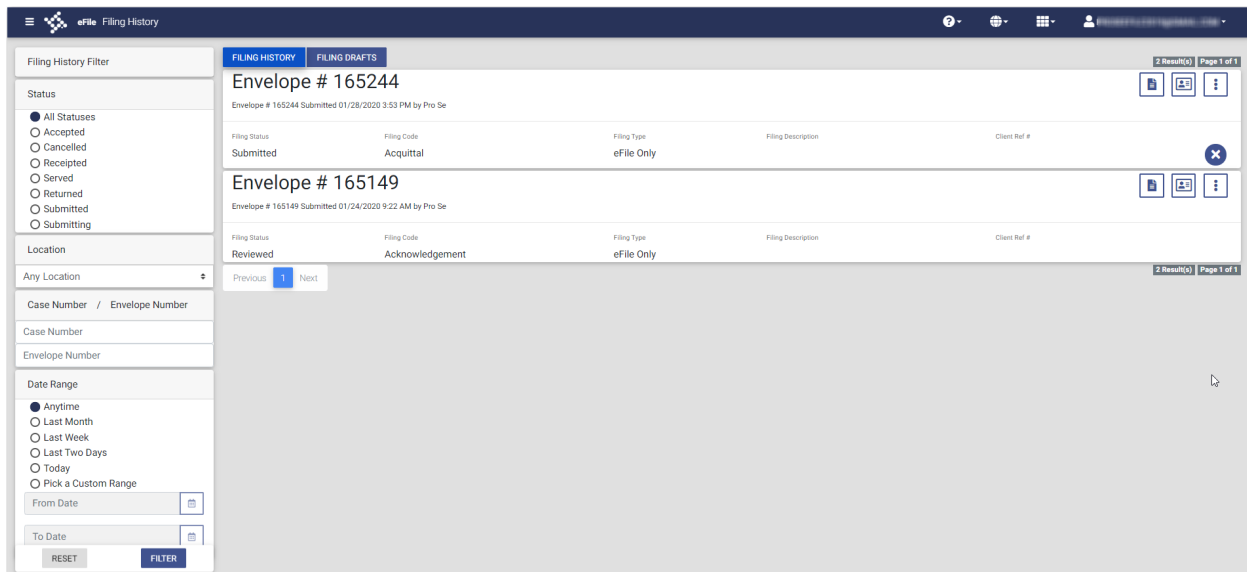 eFile Filing History
Filing History Filter
Status
All Statuses
Accepted
Cancelled
Receipted
Served
Returned
Submitted
Submitting
Location
Any Location
Case Number / Envelope Number
Case Number
Envelope Number
Date Range
Anytime
Last Month
Last Week
Last Two Days
Today
Pick a Custom Range
From Date
To Date
RESET FILTER
FILING HISTORY FILING DRAFTS
2 Result(s) Page 1 of 1
Envelope # 165244
Envelope # 165244 Submitted 01/28/2020 3:53 PM by Pro Se
Filing Status Filing Code Filing Type Filing Description Client Ref #
Submitted Acquittal eFile Only
Envelope # 165149
Envelope # 165149 Submitted 01/24/2020 9:22 AM by Pro Se
Filing Status Filing Code Filing Type Filing Description Client Ref #
Reviewed Acknowledgement eFile Only
Previous 1 Next
2 Result(s) Page 1 of 1